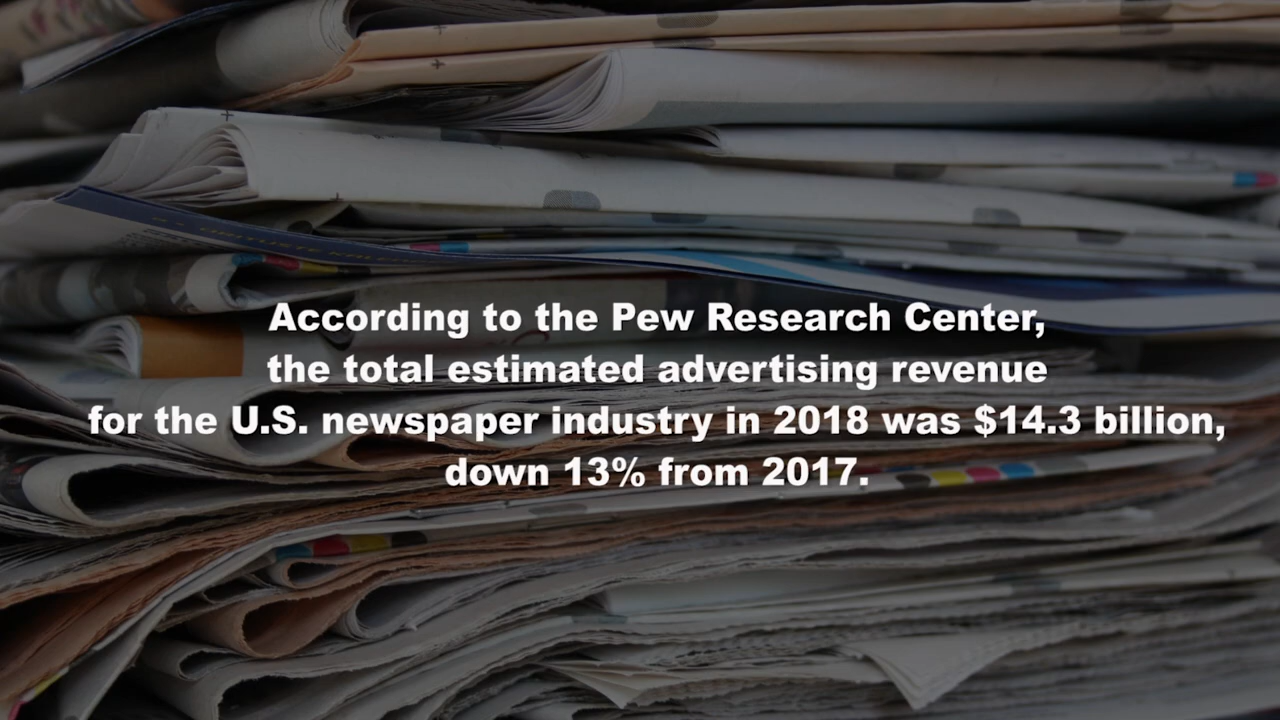 According to the Pew Research Center,
the total estimated advertising revenue
for the U.S. newspaper industry in 2018 was $14.3 billion,
down 13% from 2017.